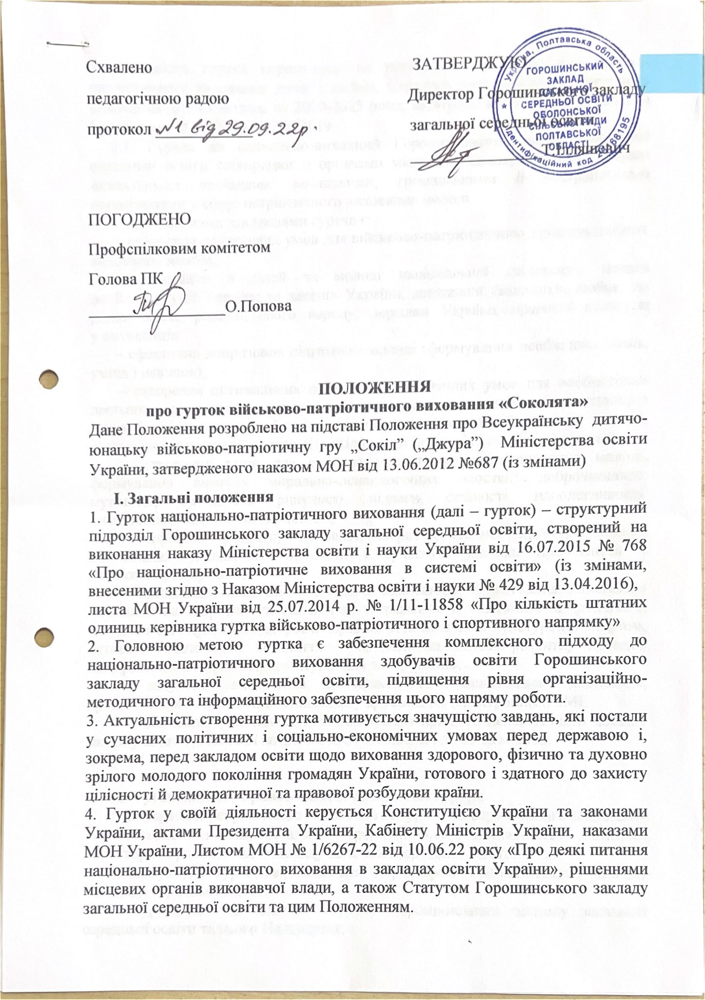 Схвалено
педагогічною радою
протокол №1 від 29.09.22р.
ЗАТВЕРДЖУЮ
Директор Горошинського закладу
загальної середньої освіти
Т.Ілляшевич
Україна, Полтавська область
ГОРОШИНСЬКИЙ
ЗАКЛАД
ЗАГАЛЬНОЇ
СЕРЕДНЬОЇ ОСВІТИ
ОБОЛОНСЬКОЇ
СІЛЬСЬКОЇ РАДИ
ПОЛТАВСЬКОЇ
ОБЛАСТІ
Ідентифікаційний код
ПОГОДЖЕНО
Профспілковим комітетом
Голова ПК
О.Попова
ПОЛОЖЕННЯ
про гурток військово-патріотичного виховання «Соколята»
Дане Положення розроблено на підставі Положення про Всеукраїнську дитячо-
юнацьку військово-патріотичну гру „Сокіл” („Джура”) Міністерства освіти
України, затвердженого наказом МОН від 13.06.2012 №687 (із змінами)
І. Загальні положення
1. Гурток національно-патріотичного виховання (далі – гурток) – структурний
підрозділ Горошинського закладу загальної середньої освіти, створений на
виконання наказу Міністерства освіти і науки України від 16.07.2015 № 768
«Про національно-патріотичне виховання в системі освіти» (із змінами,
внесеними згідно з Наказом Міністерства освіти і науки № 429 від 13.04.2016),
листа МОН України від 25.07.2014 р. № 1/11-11858 «Про кількість штатних
одиниць керівника гуртка військово-патріотичного і спортивного напрямку»
2. Головною метою гуртка є забезпечення комплексного підходу до
національно-патріотичного виховання здобувачів освіти Горошинського
закладу загальної середньої освіти, підвищення рівня організаційно-
методичного та інформаційного забезпечення цього напряму роботи.
3. Актуальність створення гуртка мотивується значущістю завдань, які постали
у сучасних політичних і соціально-економічних умовах перед державою і,
зокрема, перед закладом освіти щодо виховання здорового, фізично та духовно
зрілого молодого покоління громадян України, готового і здатного до захисту
цілісності й демократичної та правової розбудови країни.
4. Гурток у своїй діяльності керується Конституцією України та законами
України, актами Президента України, Кабінету Міністрів України, наказами
МОН України, Листом МОН № 1/6267-22 від 10.06.22 року «Про деякі питання
національно-патріотичного виховання в закладах освіти України», рішеннями
місцевих органів виконавчої влади, а також Статутом Горошинського закладу
загальної середньої освіти та цим Положенням.